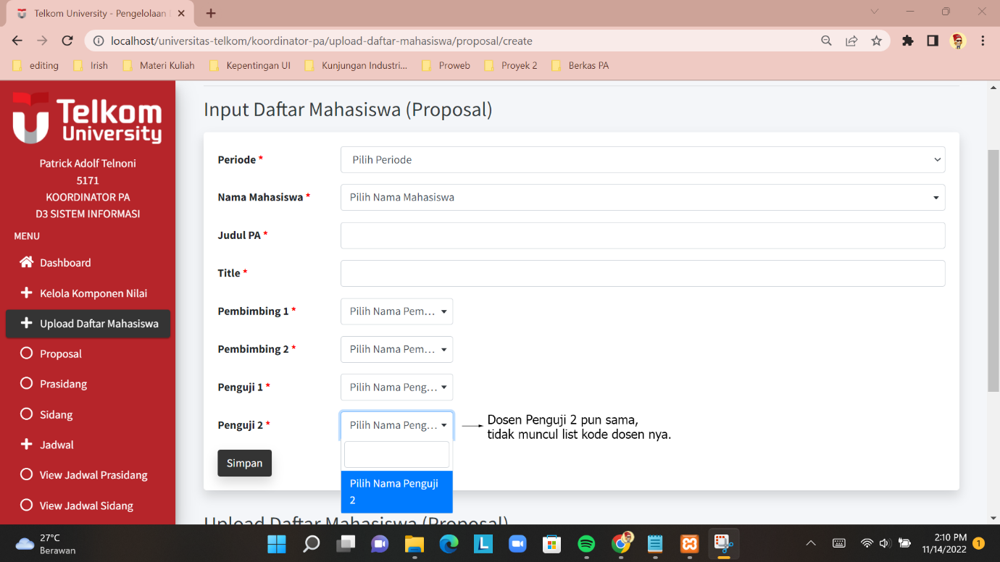 Telkom University - Pengelolaan
localhost/universitas-telkom/koordinator-pa/upload-daftar-mahasiswa/proposal/create
editing
Irish
Materi Kuliah
Kepentingan UI
Kunjungan Industri...
Proweb
Proyek 2
Berkas PA
Telkom
University
Patrick Adolf Telnoni
5171
KOORDINATOR PA
D3 SISTEM INFORMASI
MENU
Dashboard
Kelola Komponen Nilai
Upload Daftar Mahasiswa
Proposal
Prasidang
Sidang
Jadwal
View Jadwal Prasidang
View Jadwal Sidang
Input Daftar Mahasiswa (Proposal)
Periode *
Pilih Periode
Nama Mahasiswa *
Pilih Nama Mahasiswa
Judul PA *
Title *
Pembimbing 1 *
Pilih Nama Pem...
Pembimbing 2 *
Pilih Nama Pem...
Penguji 1 *
Pilih Nama Peng...
Penguji 2 *
Pilih Nama Peng...
Dosen Penguji 2 pun sama,
tidak muncul list kode dosen nya.
Simpan
Pilih Nama Penguji
2
Upload Daftar Mahasiswa (Proposal)
27°C
Berawan
L
2:10 PM
11/14/2022
1